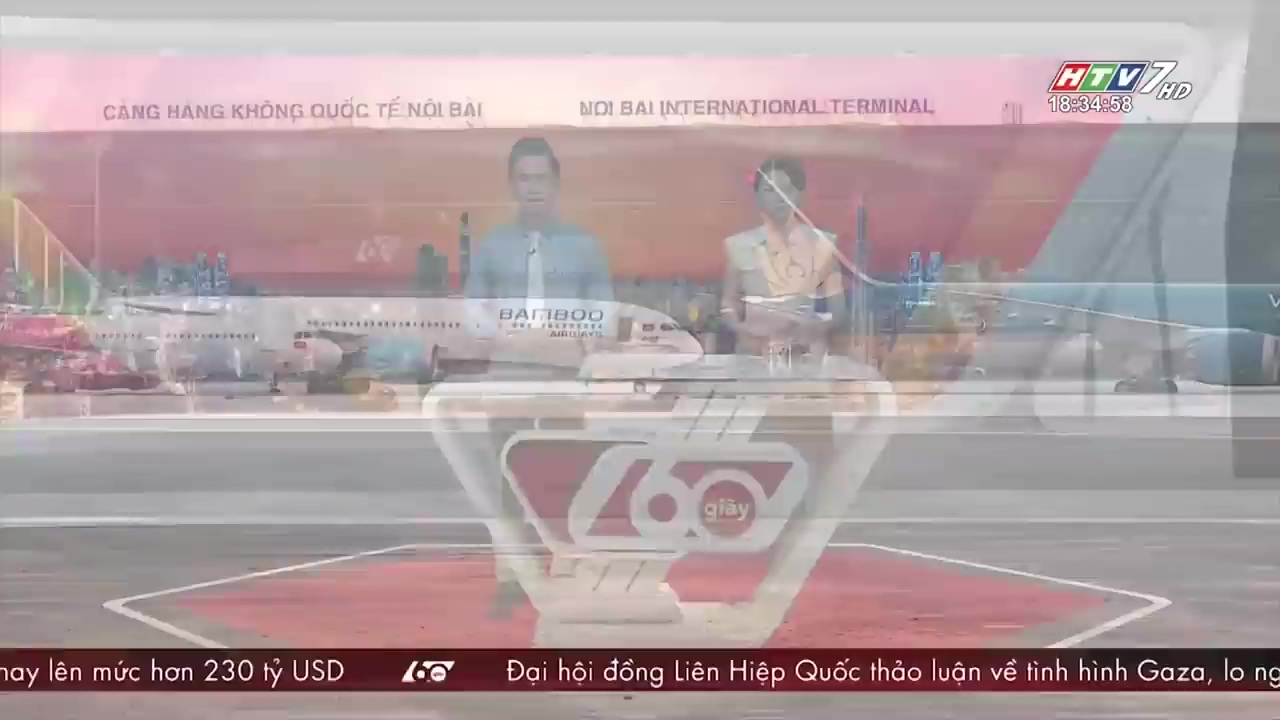 HTV7 HD
18:34:58
CẢNG HÀNG KHÔNG QUỐC TẾ NỘI BÀI
NOI BAI INTERNATIONAL TERMINAL
60
BAMBOO
AIRWAYS
60 giây
nay lên mức hơn 230 tỷ USD
60
Đại hội đồng Liên Hiệp Quốc thảo luận về tình hình Gaza, lo ng